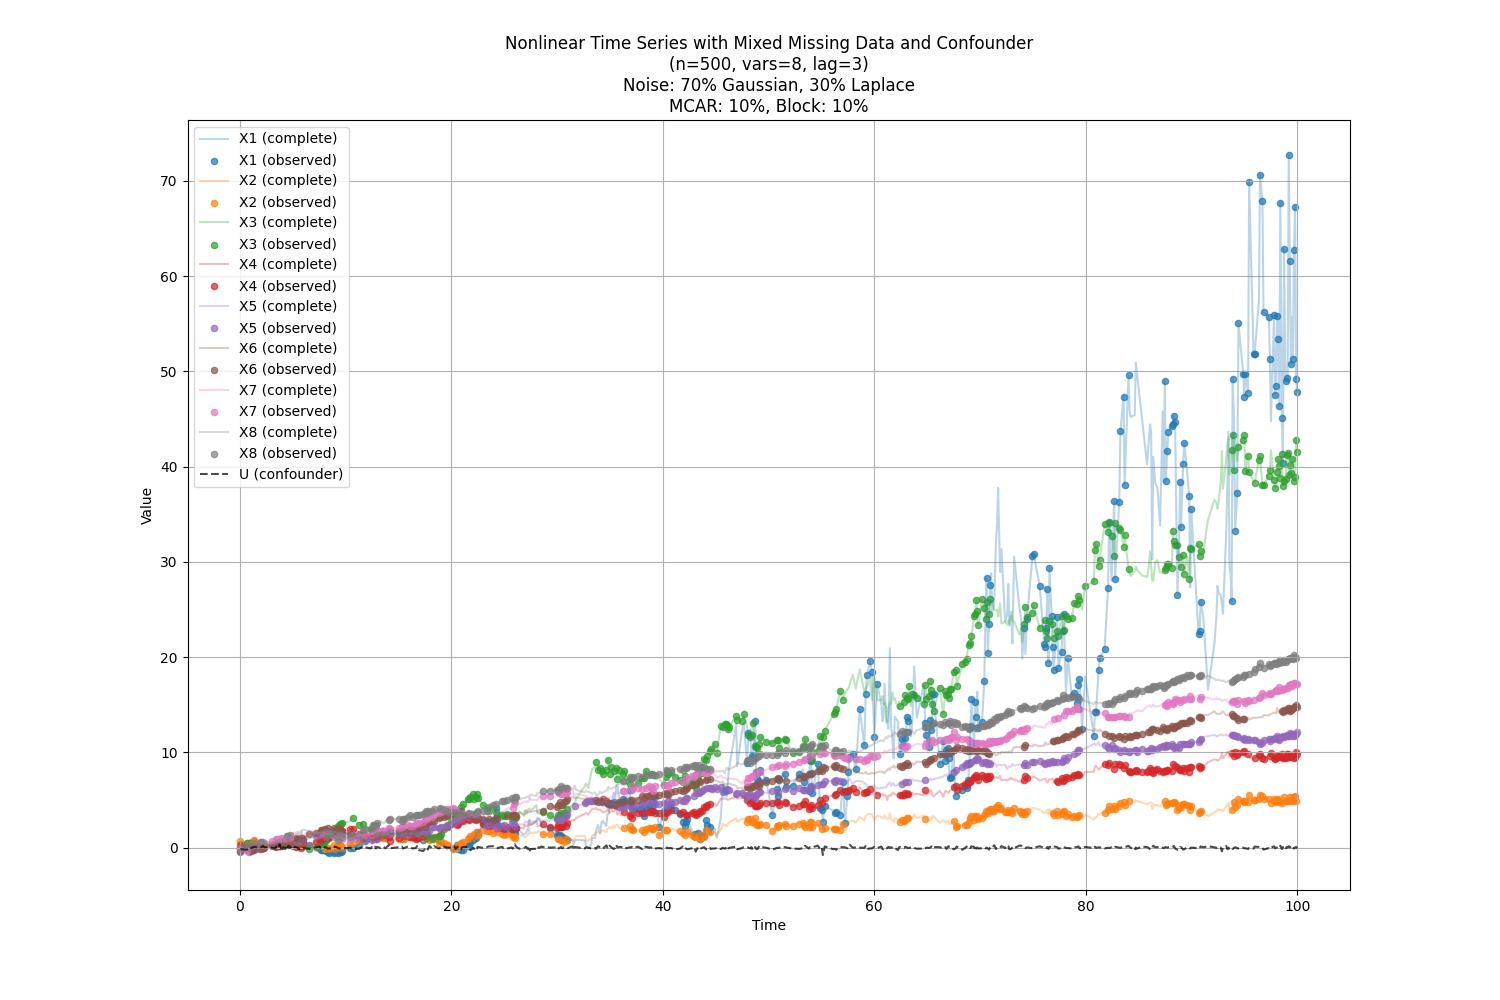 Nonlinear Time Series with Mixed Missing Data and Confounder
(n=500, vars=8, lag=3)
Noise: 70% Gaussian, 30% Laplace
MCAR: 10%, Block: 10%
X1 (complete)
X1 (observed)
X2 (complete)
X2 (observed)
X3 (complete)
X3 (observed)
X4 (complete)
X4 (observed)
X5 (complete)
X5 (observed)
X6 (complete)
X6 (observed)
X7 (complete)
X7 (observed)
X8 (complete)
X8 (observed)
U (confounder)
Value
70
60
50
40
30
20
10
0
0 20 40 60 80 100
Time